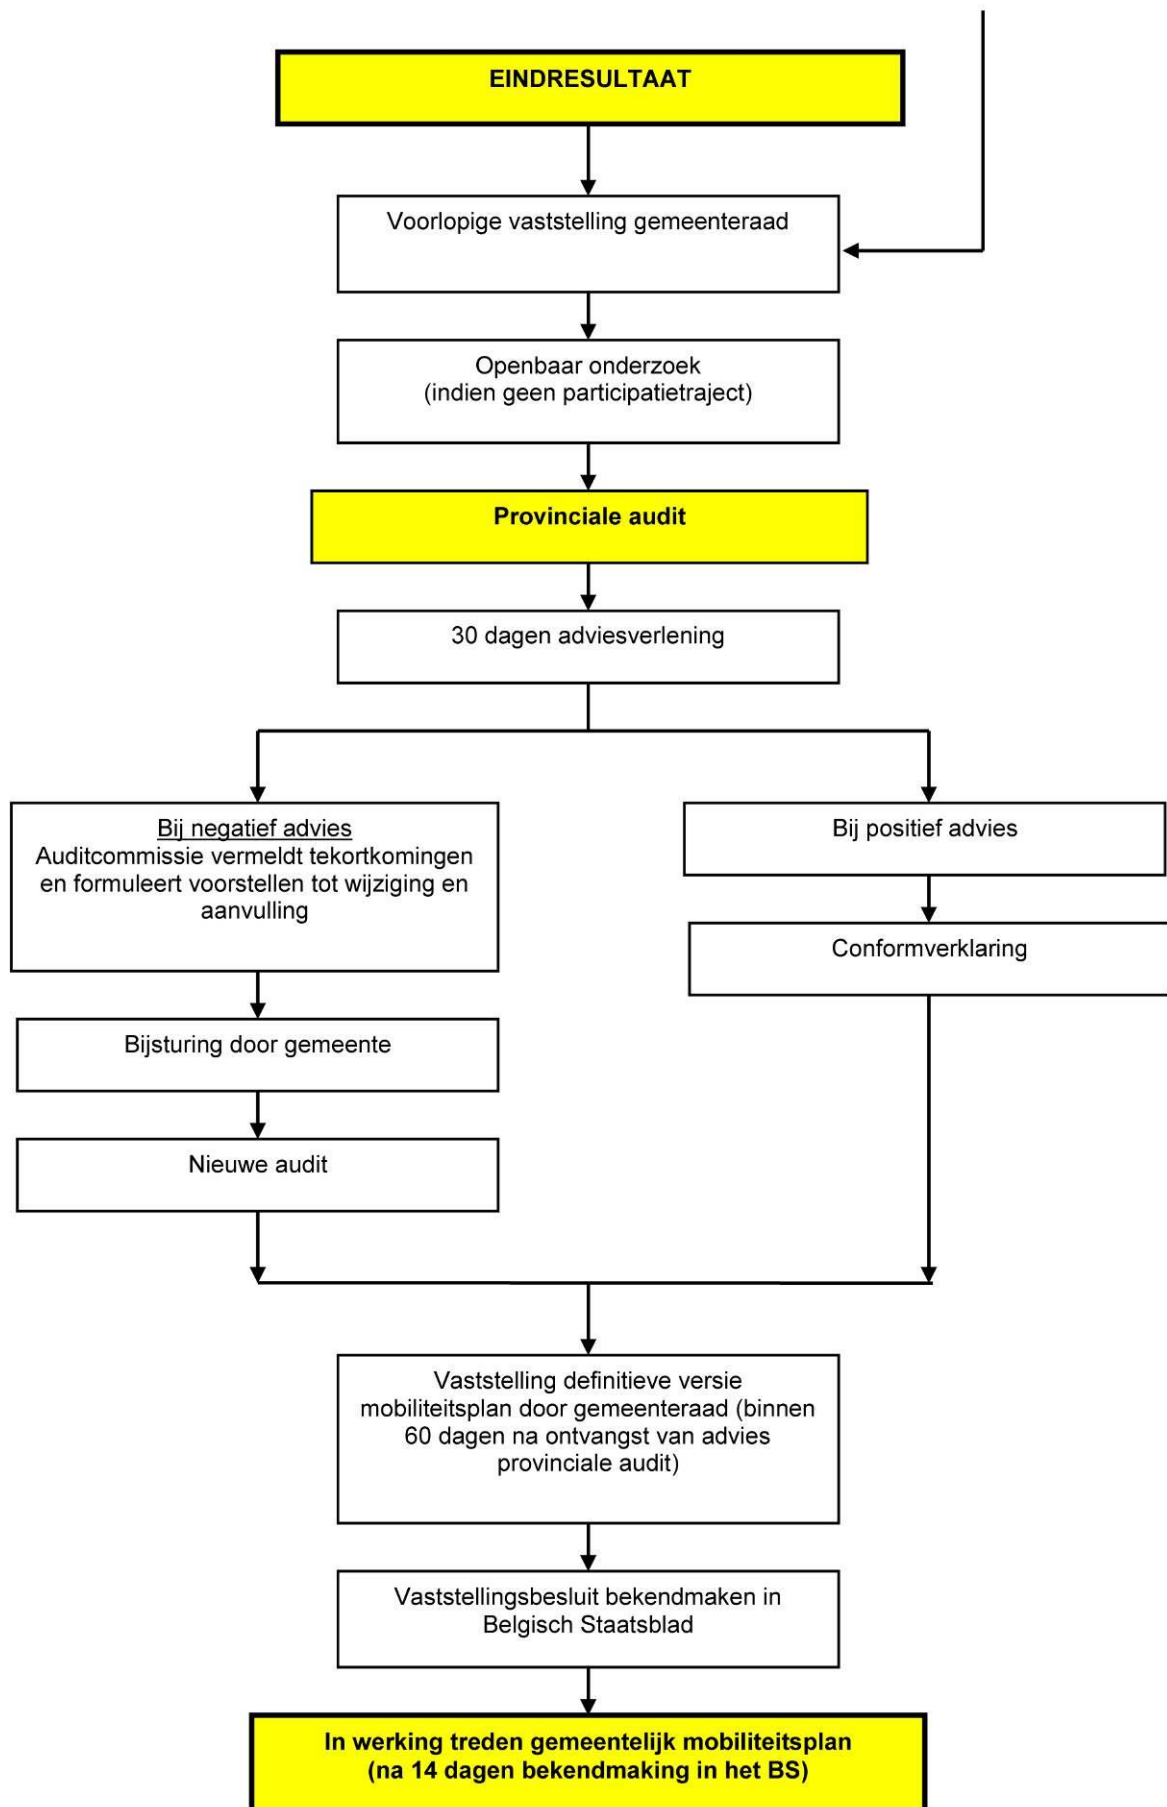 EINDRESULTAAT
Voorlopige vaststelling gemeenteraad
Openbaar onderzoek
(indien geen participatietraject)
Provinciale audit
30 dagen adviesverlening
Bij negatief advies
Auditcommissie vermeldt tekortkomingen
en formuleert voorstellen tot wijziging en
aanvulling
Bij positief advies
Conformverklaring
Bijsturing door gemeente
Nieuwe audit
Vaststelling definitieve versie
mobiliteitsplan door gemeenteraad (binnen
60 dagen na ontvangst van advies
provinciale audit)
Vaststellingsbesluit bekendmaken in
Belgisch Staatsblad
In werking treden gemeentelijk mobiliteitsplan
(na 14 dagen bekendmaking in het BS)